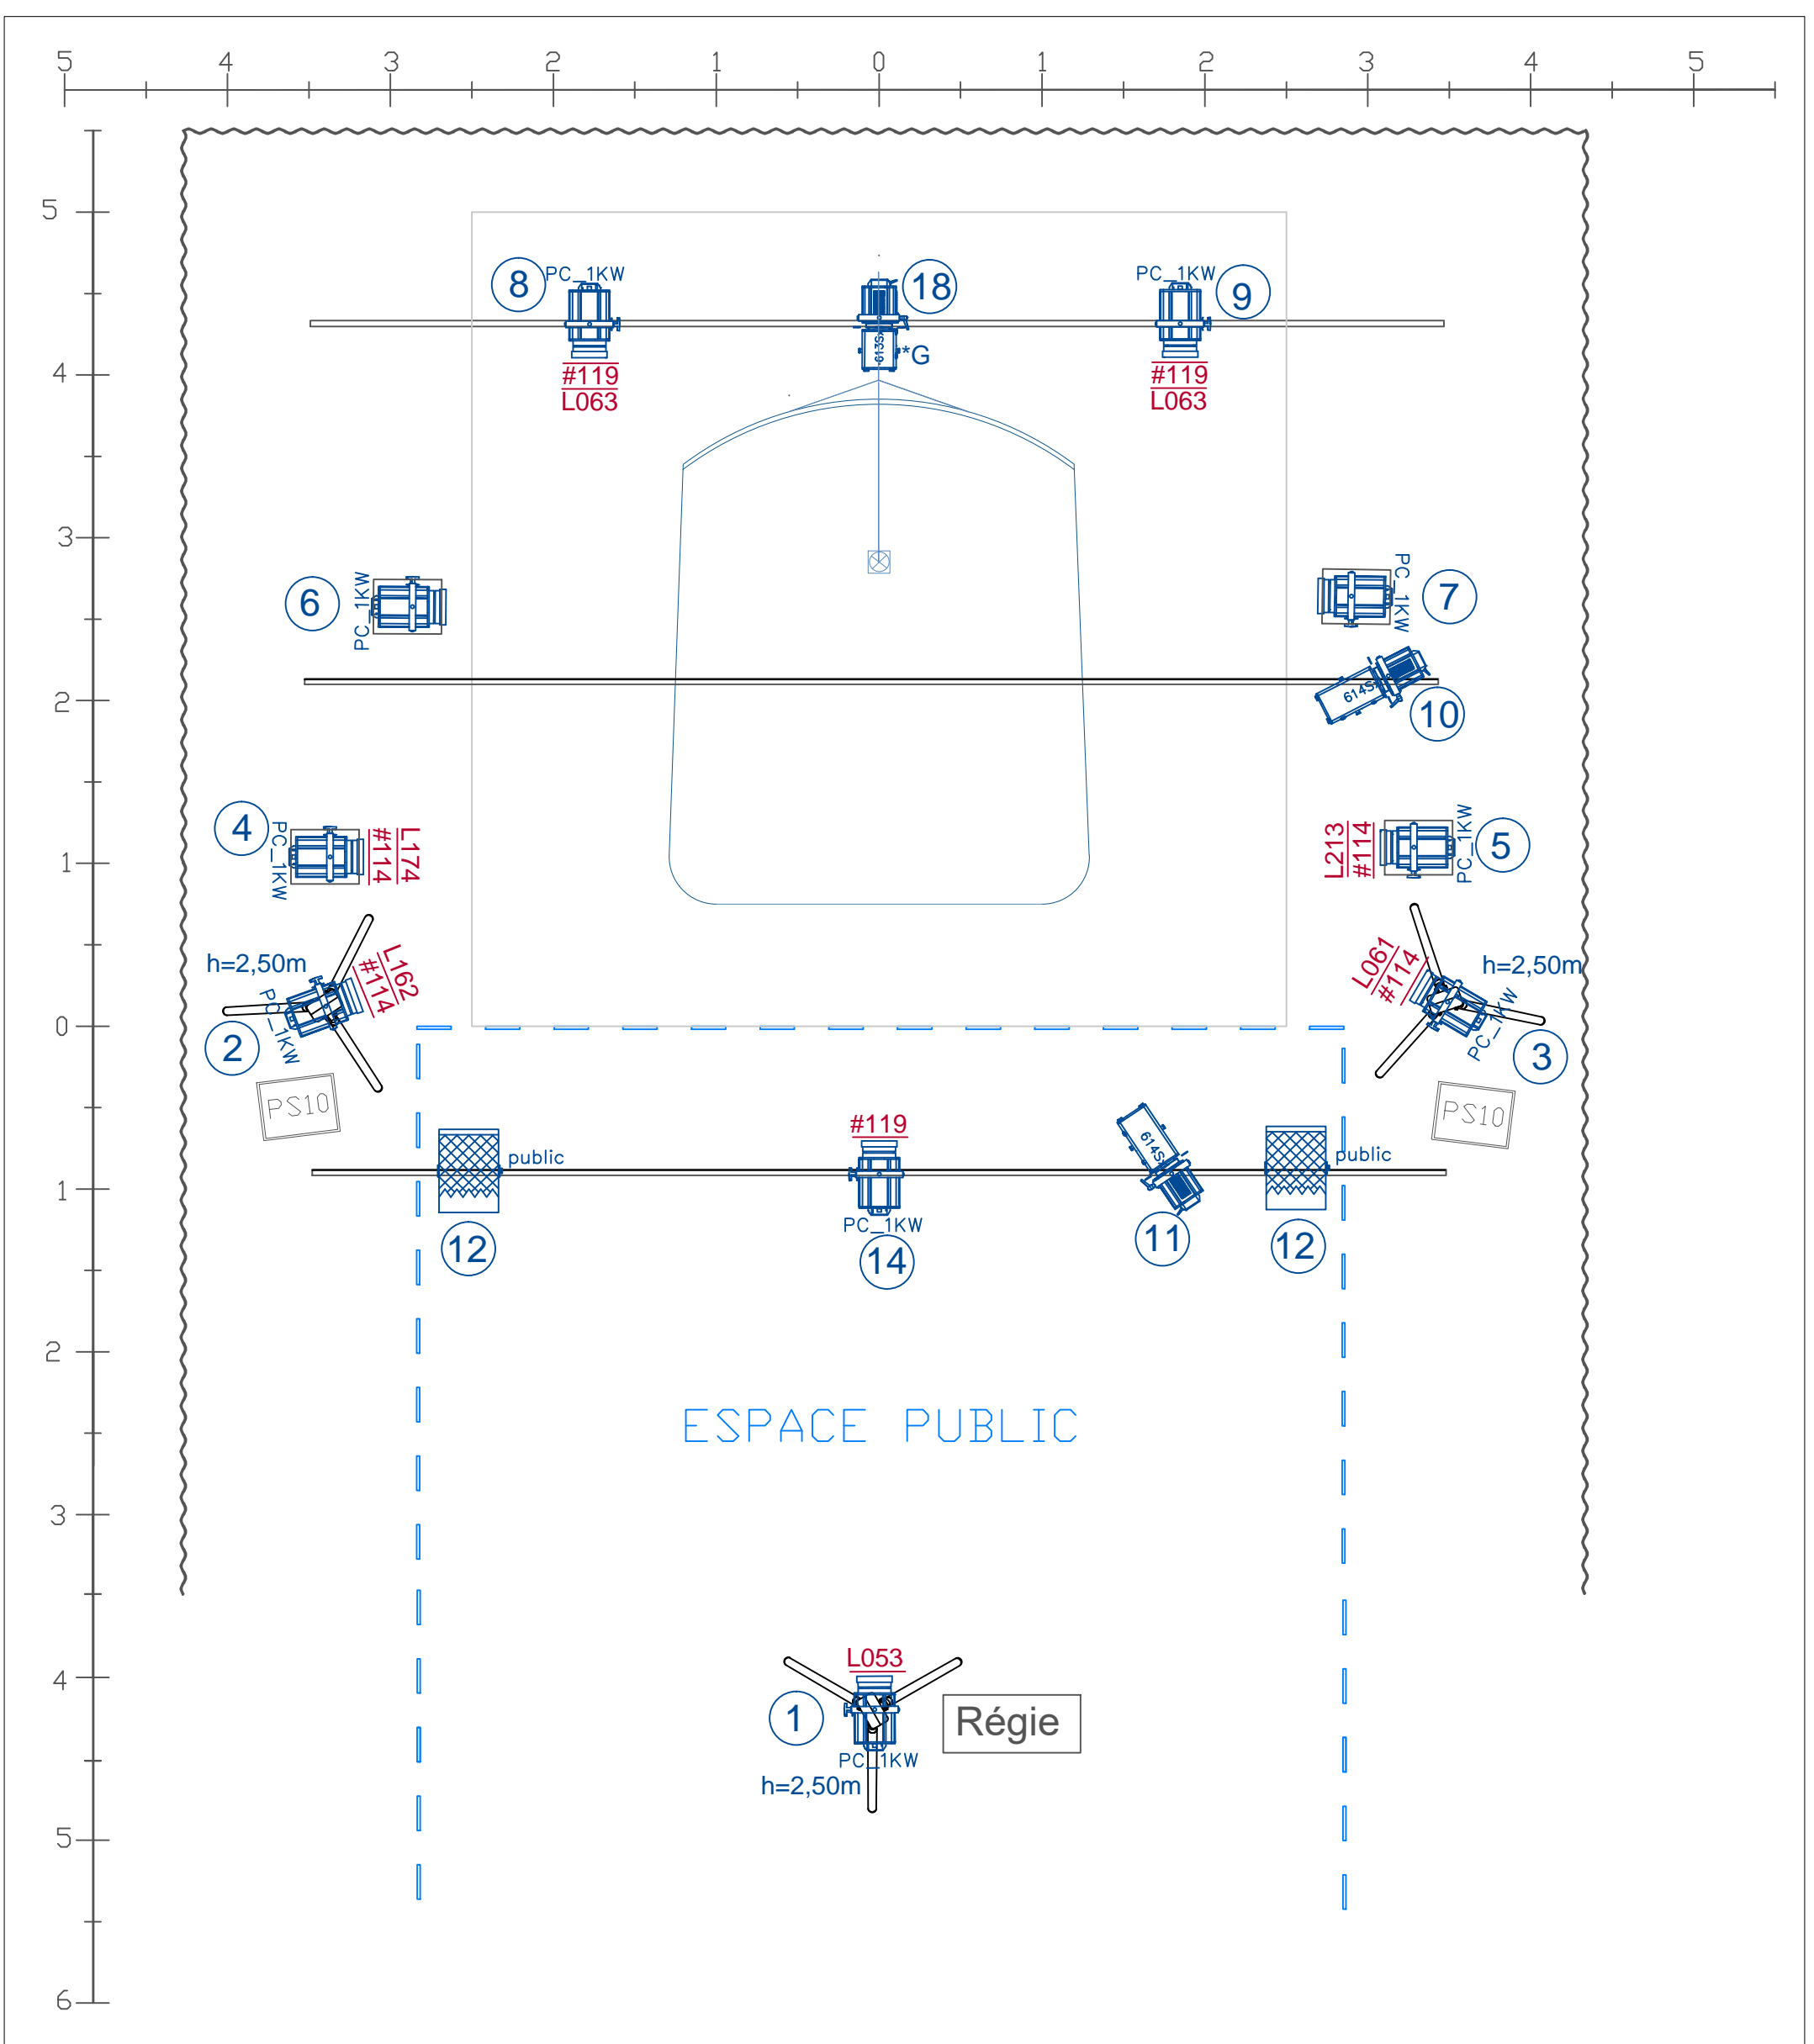 5 4 3 2 1 0 1 2 3 4 5
5
8 PC_1KW
18
PC_1KW 9
613SX
*G
#119
L063
#119
L063
4
3
6
PC_1KW
PC_1KW
7
2
614SX
10
4
PC_1KW
#114
L174
L213
#114
PC_1KW
5
1
h=2,50m
L162
#114
PC_1KW
2
L061
#114
h=2,50m
PC_1KW
3
0
PS10
PS10
#119
614SX
public
public
1
PC_1KW
12
14
11
12
2
ESPACE PUBLIC
3
L053
4
1
Régie
PC_1KW
h=2,50m
5
6